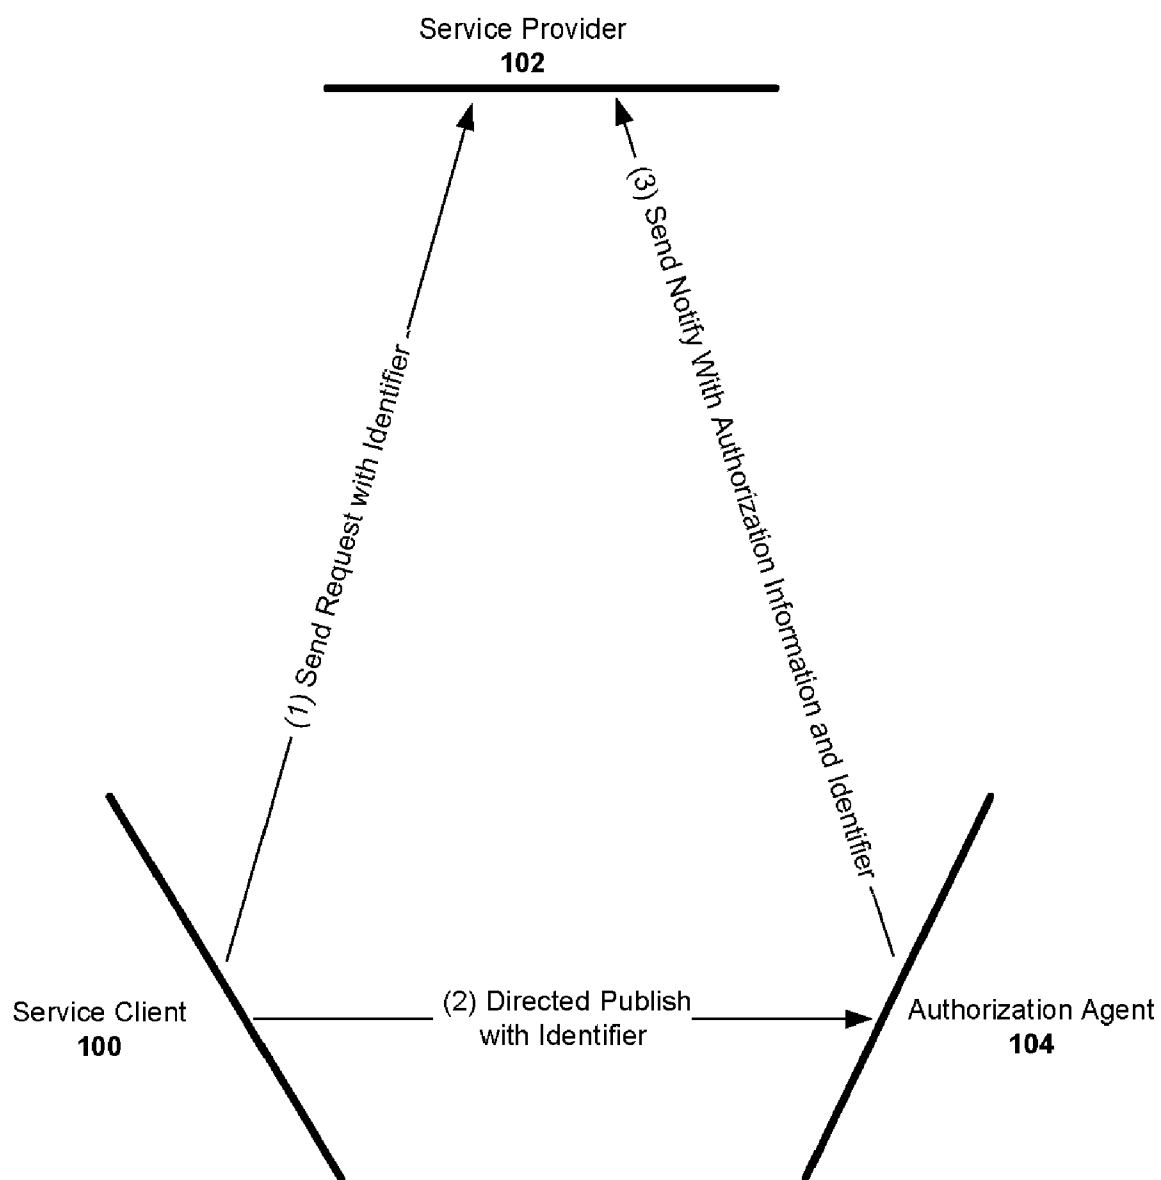 Service Provider
102
(1) Send Request with Identifier
(3) Send Notify With Authorization Information and Identifier
Service Client
100
(2) Directed Publish
with Identifier
Authorization Agent
104